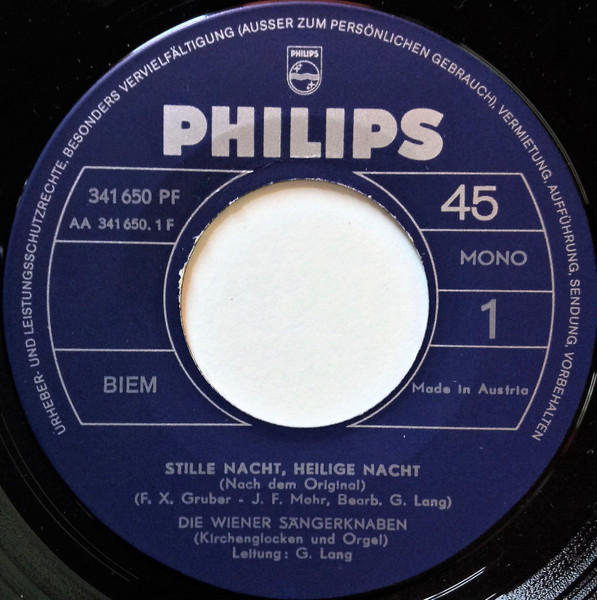 URHEBER- UND LEISTUNGSSCHUTZRECHTE, BESONDERS VERVIELFÄLTIGUNG (AUSSER ZUM PERSÖNLICHEN GEBRAUCH), VERMIETUNG, AUFFÜHRUNG, SENDUNG, VORBEHALTEN
PHILIPS
PHILIPS
341 650 PF
AA 341 650. 1 F
45
MONO
1
BIEM
Made in Austria
STILLE NACHT, HEILIGE NACHT
(Nach dem Original)
(F. X. Gruber - J. F. Mohr, Bearb. G. Lang)
DIE WIENER SÄNGERKNABEN
(Kirchenglocken und Orgel)
Leitung: G. Lang